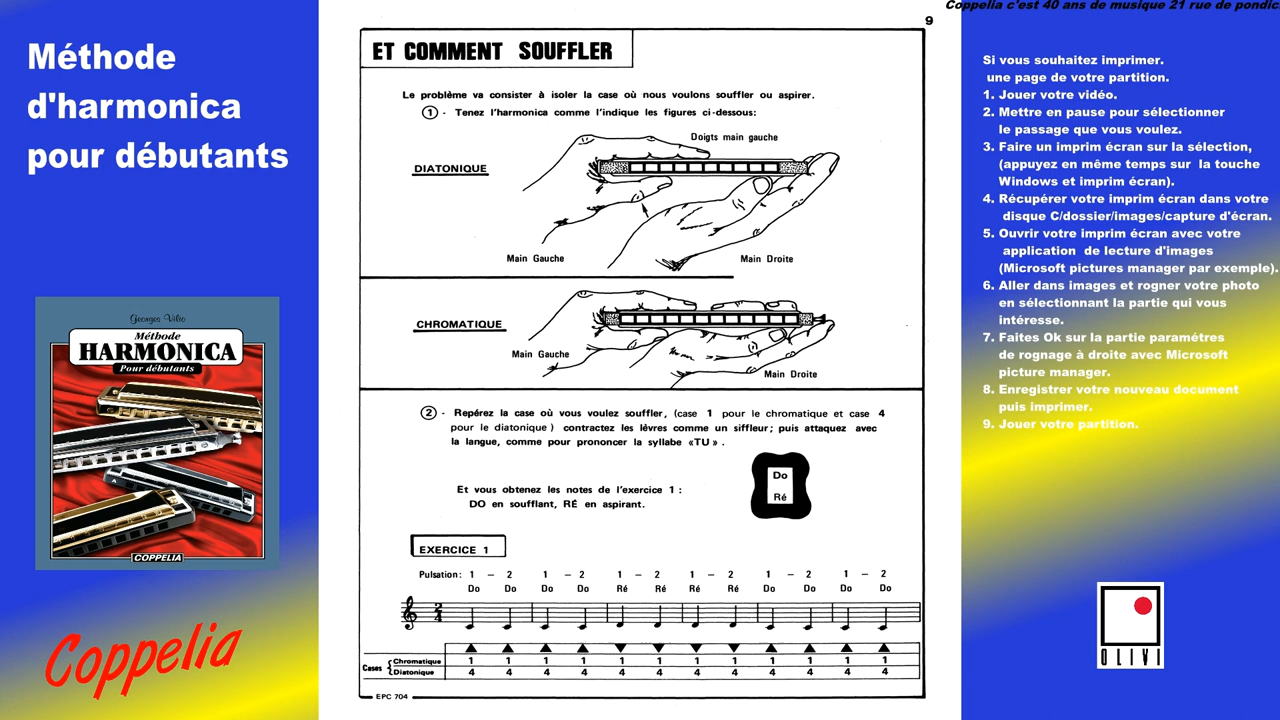 Coppelia c'est 40 ans de musique 21 rue de pondic
Méthode
d'harmonica
pour débutants
Georges Viléo
Méthode
HARMONICA
Pour débutants
COPPELIA
Coppelia
9
ET COMMENT SOUFFLER
Le problème va consister à isoler la case où nous voulons souffler ou aspirer.
1 - Tenez l'harmonica comme l'indique les figures ci-dessous:
Doigts main gauche
DIATONIQUE
Main Gauche
Main Droite
CHROMATIQUE
Main Gauche
Main Droite
2 - Repérez la case où vous voulez souffler, (case 1 pour le chromatique et case 4
pour le diatonique) contractez les lèvres comme un siffleur; puis attaquez avec
la langue, comme pour prononcer la syllabe «TU».
Do
Ré
Et vous obtenez les notes de l'exercice 1 :
DO en soufflant, RÉ en aspirant.
EXERCICE 1
Pulsation: 1 – 2 1 – 2 1 – 2 1 – 2 1 – 2 1 – 2
Do Do Do Do Ré Ré Ré Ré Do Do Do Do
2
4
Cases
Chromatique 1 1 1 1 1 1 1 1 1 1 1 1
Diatonique 4 4 4 4 4 4 4 4 4 4 4 4
EPC 704
Si vous souhaitez imprimer.
une page de votre partition.
1. Jouer votre vidéo.
2. Mettre en pause pour sélectionner
le passage que vous voulez.
3. Faire un imprim écran sur la sélection,
(appuyez en même temps sur la touche
Windows et imprim écran).
4. Récupérer votre imprim écran dans votre
disque C/dossier/images/capture d'écran.
5. Ouvrir votre imprim écran avec votre
application de lecture d'images
(Microsoft pictures manager par exemple).
6. Aller dans images et rogner votre photo
en sélectionnant la partie qui vous
intéresse.
7. Faites Ok sur la partie paramétres
de rognage à droite avec Microsoft
picture manager.
8. Enregistrer votre nouveau document
puis imprimer.
9. Jouer votre partition.
OLIVI